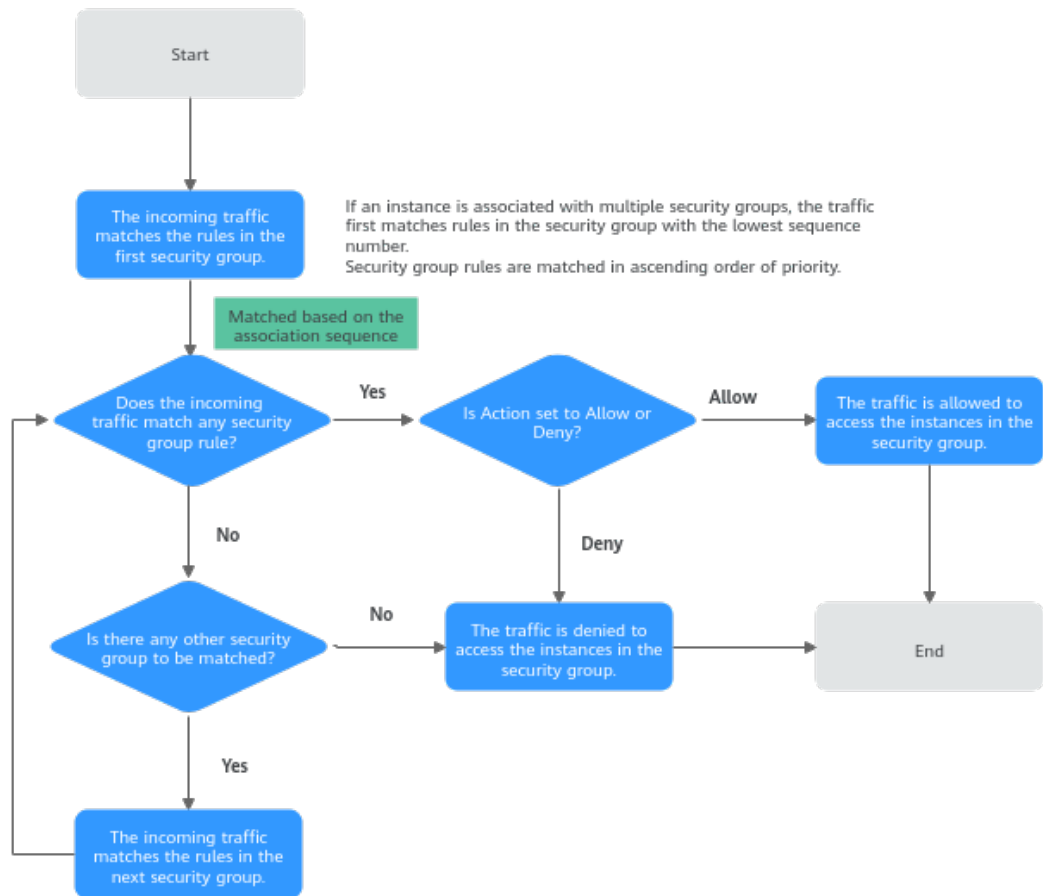 Start
The incoming traffic
matches the rules in the
first security group.
If an instance is associated with multiple security groups, the traffic
first matches rules in the security group with the lowest sequence
number.
Security group rules are matched in ascending order of priority.
Matched based on the
association sequence
Does the incoming
traffic match any security
group rule?
Yes
Is Action set to Allow or
Deny?
Allow
The traffic is allowed to
access the instances in the
security group.
No
Deny
Is there any other security
group to be matched?
No
The traffic is denied to
access the instances in the
security group.
End
Yes
The incoming traffic
matches the rules in the
next security group.